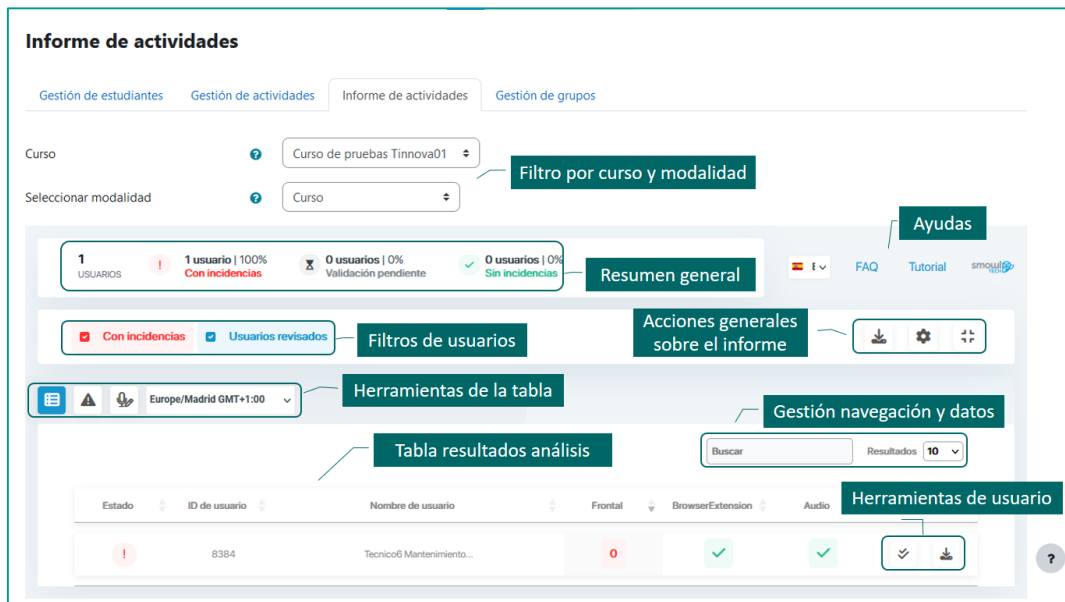 Informe de actividades
Gestión de estudiantes
Gestión de actividades
Informe de actividades
Gestión de grupos
Curso
?
Curso de pruebas Tinnova01
Filtro por curso y modalidad
Seleccionar modalidad
?
Curso
Ayudas
1
USUARIOS
!
1 usuario | 100%
Con incidencias
0 usuarios | 0%
Validación pendiente
0 usuarios | 0%
Sin incidencias
Resumen general
FAQ
Tutorial
smowl
TECH
Con incidencias
Usuarios revisados
Filtros de usuarios
Acciones generales
sobre el informe
Europe/Madrid GMT+1:00
Herramientas de la tabla
Gestión navegación y datos
Tabla resultados análisis
Buscar
Resultados 10
Herramientas de usuario
Estado
ID de usuario
Nombre de usuario
Frontal
BrowserExtension
Audio
!
8384
Tecnico6 Mantenimiento...
0
?